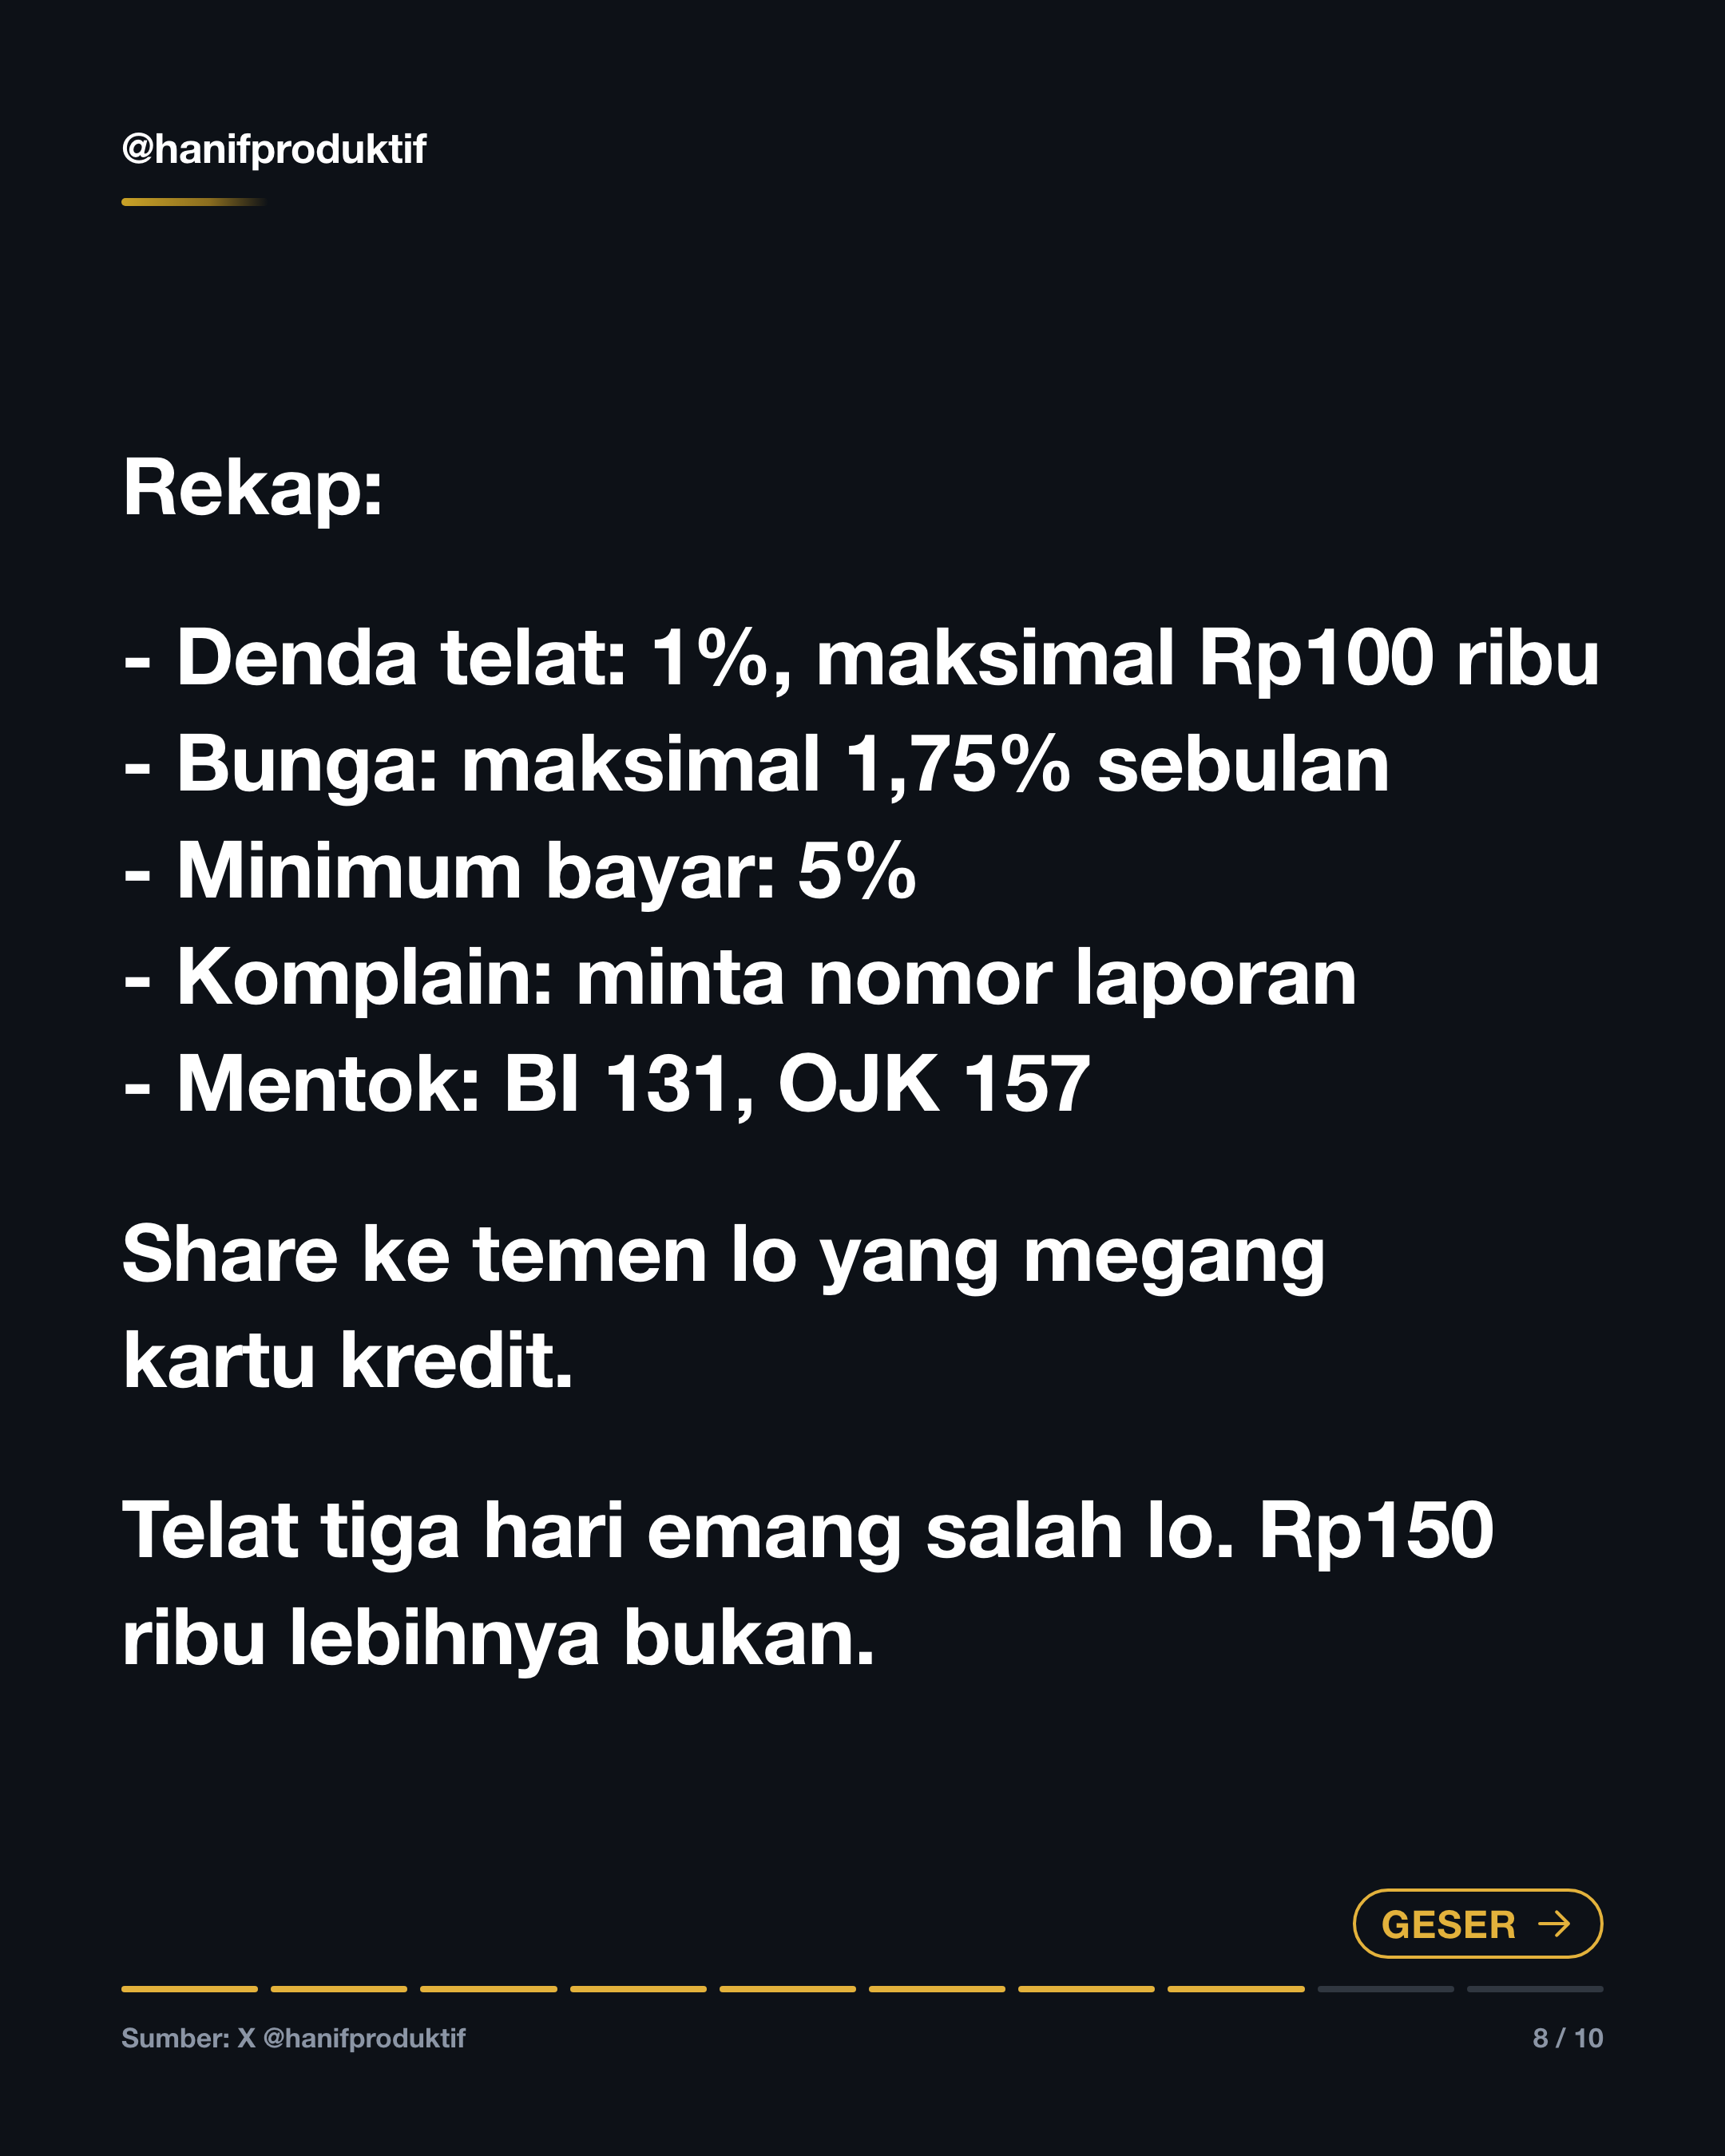 @hanifproduktif
Rekap:
- Denda telat: 1%, maksimal Rp100 ribu
- Bunga: maksimal 1,75% sebulan
- Minimum bayar: 5%
- Komplain: minta nomor laporan
- Mentok: BI 131, OJK 157
Share ke temen lo yang megang
kartu kredit.
Telat tiga hari emang salah lo. Rp150
ribu lebihnya bukan.
GESER →
Sumber: X @hanifproduktif
8 / 10